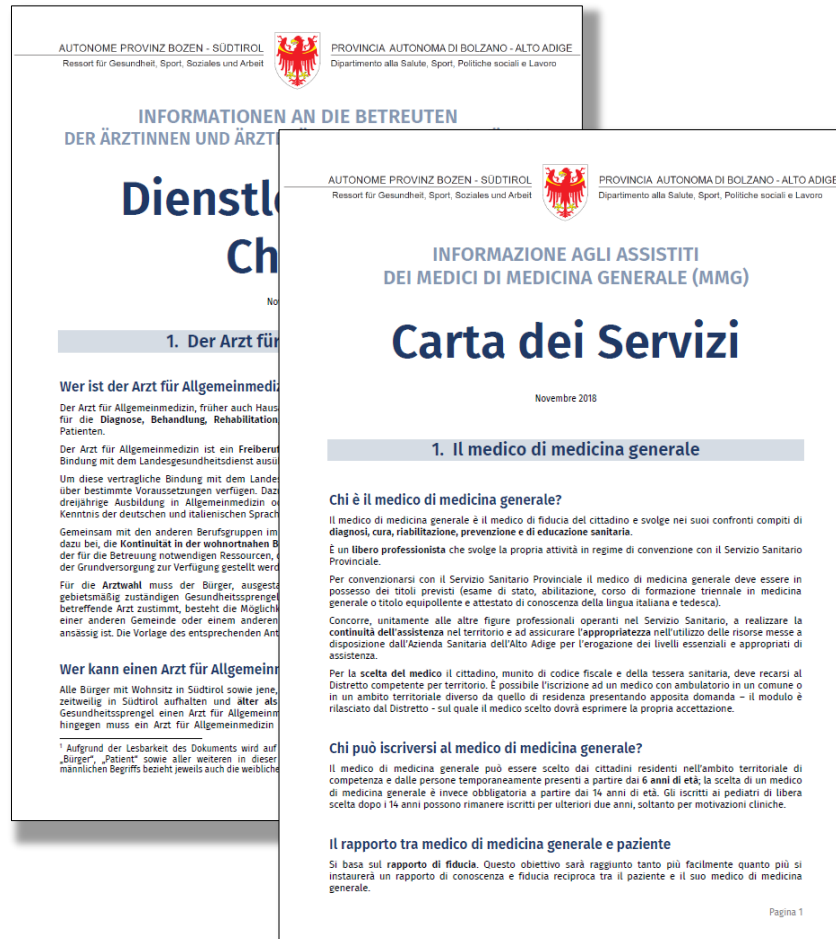 AUTONOME PROVINZ BOZEN - SÜDTIROL
Ressort für Gesundheit, Sport, Soziales und Arbeit
PROVINCIA AUTONOMA DI BOLZANO - ALTO ADIGE
Dipartimento alla Salute, Sport, Politiche sociali e Lavoro
INFORMATIONEN AN DIE BETREUTEN
DER ÄRZTINNEN UND
1. Der Arzt für
Wer ist der Arzt für
Der Arzt für Allgemeinmedizin, früher auch
für die Diagnose, Behandlung, Rehabilitation
Patienten.
Der Arzt für Allgemeinmedizin ist ein
Bindung mit dem Landesgesundheitsdienst
Um diese vertragliche Bindung mit dem
über bestimmte Voraussetzungen verfügen.
dreijährige Ausbildung in Allgemeinmedizin
Kenntnis der deutschen und italienischen
Gemeinsam mit den anderen Berufsgruppen im
dazu bei, die Kontinuität in der wohnortnahen
der für die Betreuung notwendigen Ressourcen,
der Grundversorgung zur Verfügung gestellt
Für die Arztwahl muss der Bürger,
gebietsmäßig zuständigen
betreffende Arzt zustimmt, besteht die
einer anderen Gemeinde oder einem anderen
ansässig ist. Die Vorlage des entsprechenden
Wer kann einen Arzt für
Alle Bürger mit Wohnsitz in Südtirol sowie jene,
zeitweilig in Südtirol aufhalten und älter als
Gesundheitssprengel einen Arzt für
hingegen muss ein Arzt für Allgemeinmedizin
1 Aufgrund der Lesbarkeit des Dokuments wird auf
„Bürger“, „Patient“ sowie aller weiteren in dieser
männlichen Begriffs bezieht jeweils auch die
AUTONOME PROVINZ BOZEN - SÜDTIROL
Ressort für Gesundheit, Sport, Soziales und Arbeit
PROVINCIA AUTONOMA DI BOLZANO - ALTO ADIGE
Dipartimento alla Salute, Sport, Politiche sociali e Lavoro
INFORMAZIONE AGLI ASSISTITI
DEI MEDICI DI MEDICINA GENERALE (MMG)
Carta dei Servizi
Novembre 2018
1. Il medico di medicina generale
Chi è il medico di medicina generale?
Il medico di medicina generale è il medico di fiducia del cittadino e svolge nei suoi confronti compiti di
diagnosi, cura, riabilitazione, prevenzione e di educazione sanitaria.
È un libero professionista che svolge la propria attività in regime di convenzione con il Servizio Sanitario
Provinciale.
Per convenzionarsi con il Servizio Sanitario Provinciale il medico di medicina generale deve essere in
possesso dei titoli previsti (esame di stato, abilitazione, corso di formazione triennale in medicina
generale o titolo equipollente e attestato di conoscenza della lingua italiana e tedesca).
Concorre, unitamente alle altre figure professionali operanti nel Servizio Sanitario, a realizzare la
continuità dell'assistenza nel territorio e ad assicurare l'appropriatezza nell'utilizzo delle risorse messe a
disposizione dall'Azienda Sanitaria dell'Alto Adige per l'erogazione dei livelli essenziali e appropriati di
assistenza.
Per la scelta del medico il cittadino, munito di codice fiscale e della tessera sanitaria, deve recarsi al
Distretto competente per territorio. È possibile l'iscrizione ad un medico con ambulatorio in un comune o
in un ambito territoriale diverso da quello di residenza presentando apposita domanda – il modulo è
rilasciato dal Distretto - sul quale il medico scelto dovrà esprimere la propria accettazione.
Chi può iscriversi al medico di medicina generale?
Il medico di medicina generale può essere scelto dai cittadini residenti nell'ambito territoriale di
competenza e dalle persone temporaneamente presenti a partire dai 6 anni di età; la scelta di un medico
di medicina generale è invece obbligatoria a partire dai 14 anni di età. Gli iscritti ai pediatri di libera
scelta dopo i 14 anni possono rimanere iscritti per ulteriori due anni, soltanto per motivazioni cliniche.
Il rapporto tra medico di medicina generale e paziente
Si basa sul rapporto di fiducia. Questo obiettivo sarà raggiunto tanto più facilmente quanto più si
instaurerà un rapporto di conoscenza e fiducia reciproca tra il paziente e il suo medico di medicina
generale.
Pagina 1